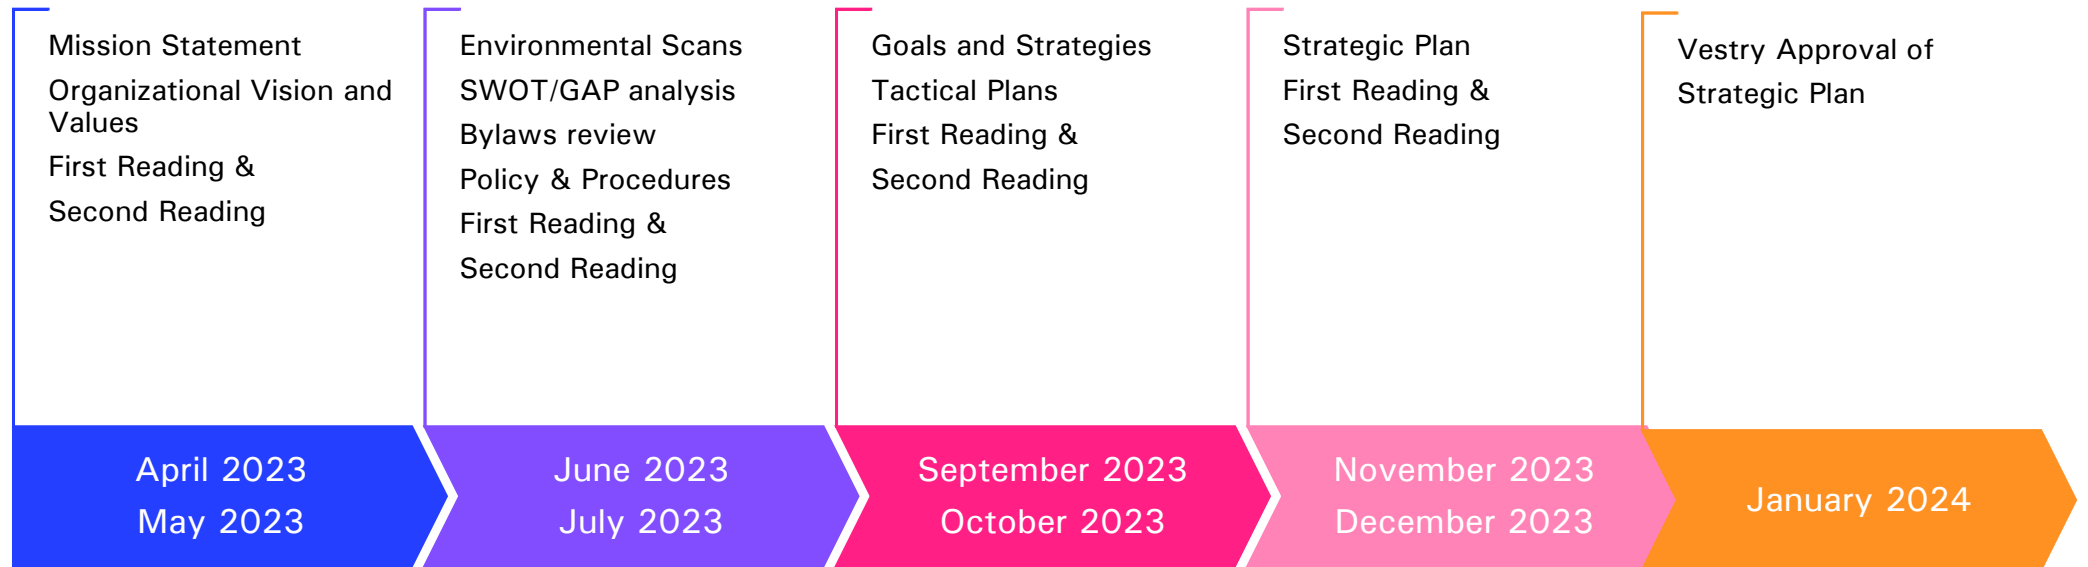 Mission Statement
Organizational Vision and
Values
First Reading &
Second Reading
April 2023
May 2023
Environmental Scans
SWOT/GAP analysis
Bylaws review
Policy & Procedures
First Reading &
Second Reading
June 2023
July 2023
Goals and Strategies
Tactical Plans
First Reading &
Second Reading
September 2023
October 2023
Strategic Plan
First Reading &
Second Reading
November 2023
December 2023
Vestry Approval of
Strategic Plan
January 2024